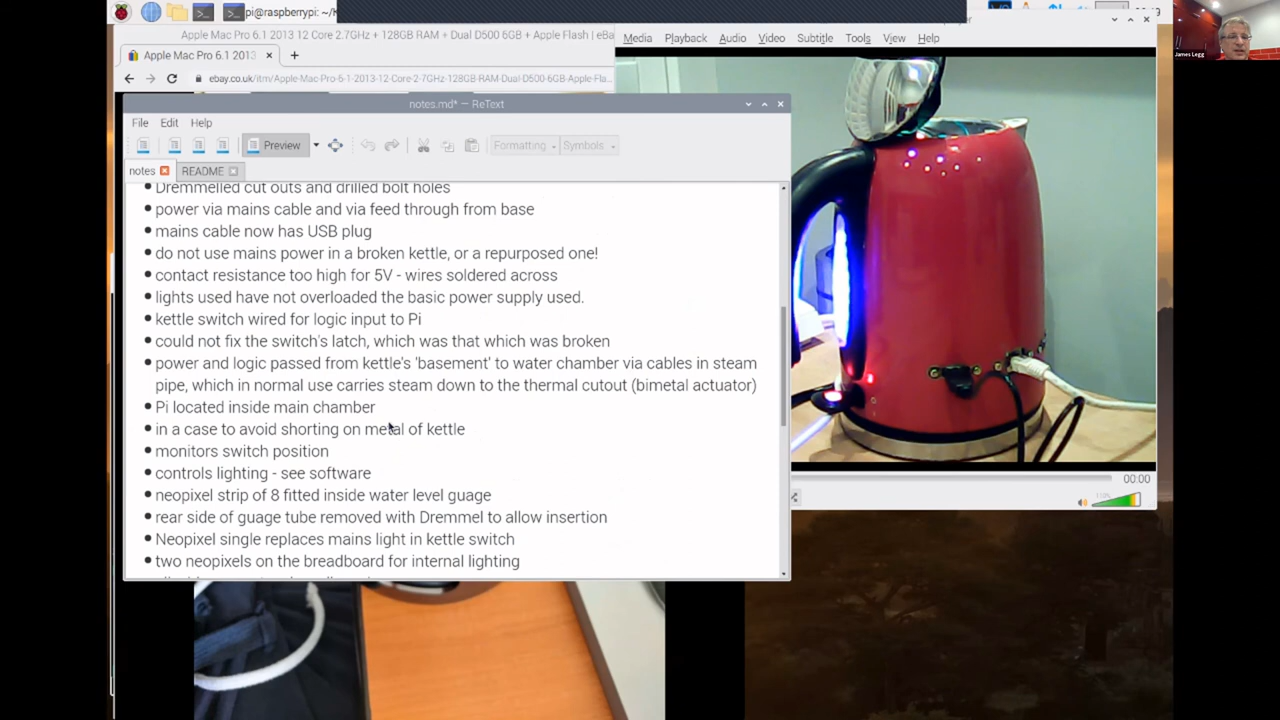 pi@raspberrypi: ~/
Apple Mac Pro 6.1 2013 12 Core 2.7GHz + 128GB RAM + Dual D500 6GB + Apple Flash | eBa
Apple Mac Pro 6.1 2013
ebay.co.uk/itm/Apple-Mac-Pro-6-1-2013-12-Core-2-7GHz-128GB-RAM-Dual-D500-6GB-Apple-Fla...
Media Playback Audio Video Subtitle Tools View Help
James Legg
notes.md* — ReText
File Edit Help
Preview
Formatting
Symbols
notes
README
Dremmelled cut outs and drilled bolt holes
power via mains cable and via feed through from base
mains cable now has USB plug
do not use mains power in a broken kettle, or a repurposed one!
contact resistance too high for 5V - wires soldered across
lights used have not overloaded the basic power supply used.
kettle switch wired for logic input to Pi
could not fix the switch's latch, which was that which was broken
power and logic passed from kettle's 'basement' to water chamber via cables in steam
pipe, which in normal use carries steam down to the thermal cutout (bimetal actuator)
Pi located inside main chamber
in a case to avoid shorting on metal of kettle
monitors switch position
controls lighting - see software
neopixel strip of 8 fitted inside water level guage
rear side of guage tube removed with Dremmel to allow insertion
Neopixel single replaces mains light in kettle switch
two neopixels on the breadboard for internal lighting
00:00
110%